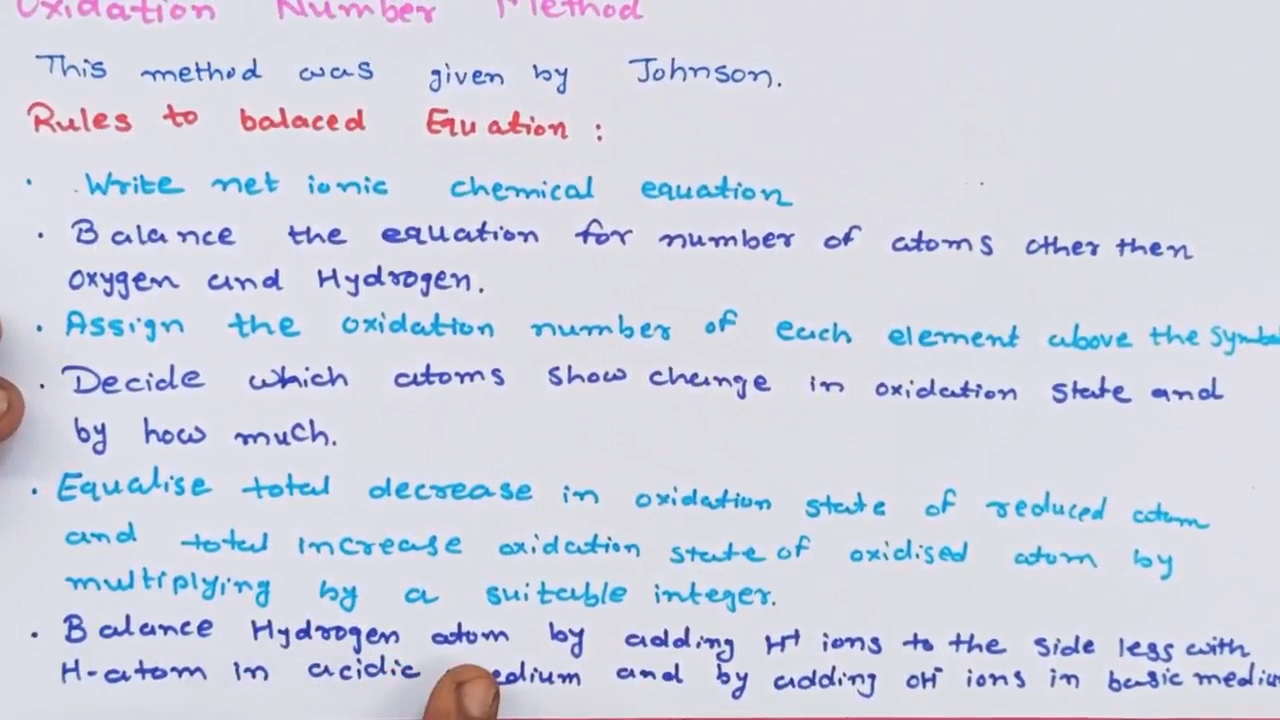 Oxidation Number Method
This method was given by Johnson.
Rules to balaced Equation :
· Write net ionic chemical equation
· Balance the equation for number of atoms other then
oxygen and Hydrogen.
· Assign the oxidation number of each element above the symbo
· Decide which atoms show change in oxidation state and
by how much.
· Equalise total decrease in oxidation state of reduced atom
and total increase oxidation state of oxidised atom by
multiplying by a suitable integer.
· Balance Hydrogen atom by adding H⁺ ions to the side less with
H-atom in acidic edium and by adding OH⁻ ions in basic mediu